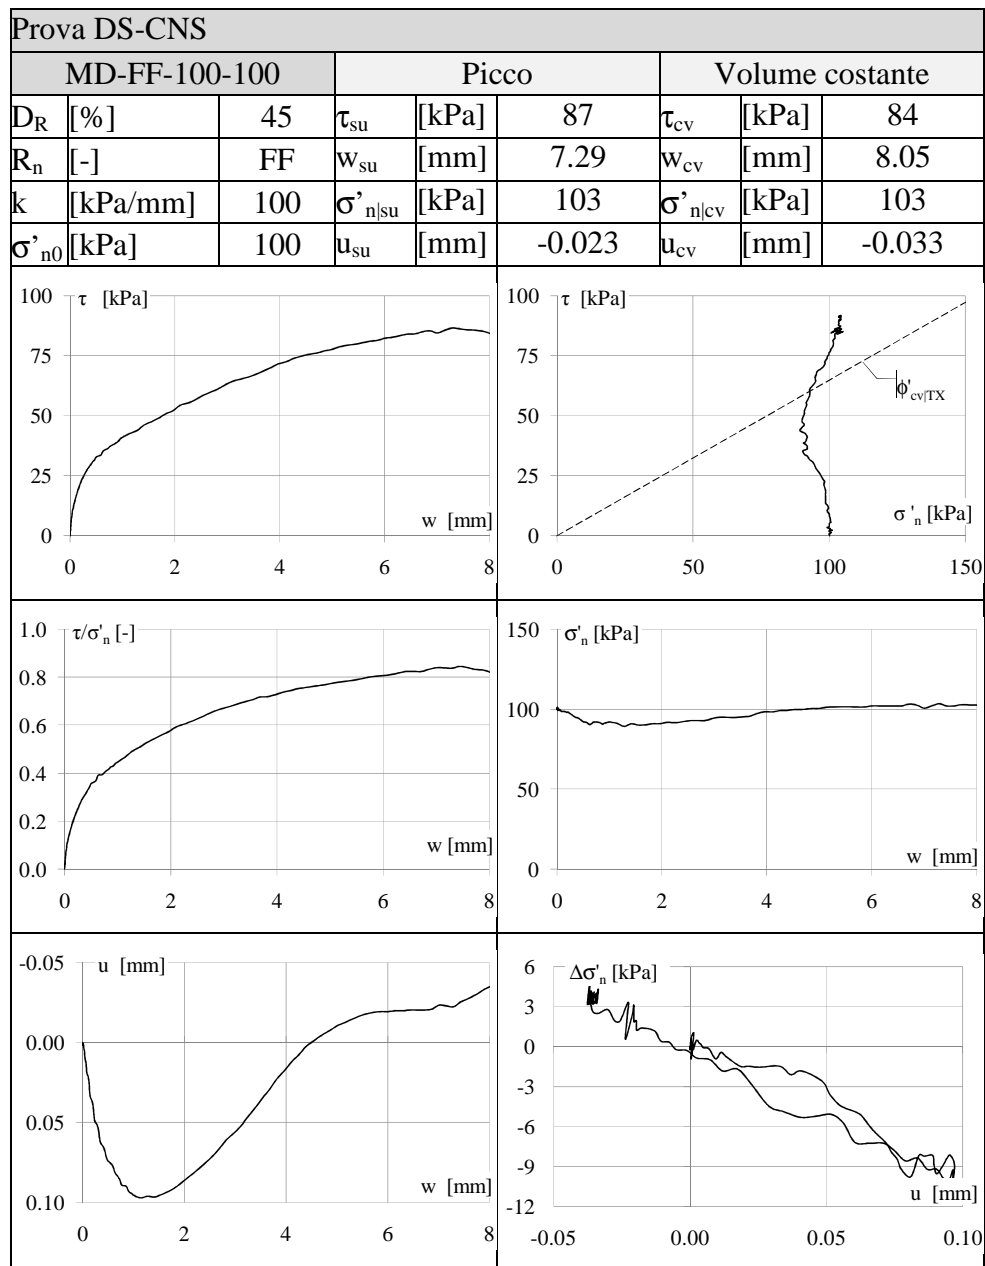 Prova DS-CNS
MD-FF-100-100 Picco Volume costante
D_R [%] 45 τ_su [kPa] 87 τ_cv [kPa] 84
R_n [-] FF w_su [mm] 7.29 w_cv [mm] 8.05
k [kPa/mm] 100 σ'_n|su [kPa] 103 σ'_n|cv [kPa] 103
σ'_n0 [kPa] 100 u_su [mm] -0.023 u_cv [mm] -0.033
τ [kPa]
100
75
50
25
0
w [mm]
0 2 4 6 8
τ [kPa]
100
75
50
25
0
ϕ'_cv|TX
σ'_n [kPa]
0 50 100 150
τ/σ'_n [-]
1.0
0.8
0.6
0.4
0.2
0.0
w [mm]
0 2 4 6 8
σ'_n [kPa]
150
100
50
0
w [mm]
0 2 4 6 8
u [mm]
-0.05
0.00
0.05
0.10
w [mm]
0 2 4 6 8
Δσ'_n [kPa]
6
3
0
-3
-6
-9
-12
u [mm]
-0.05 0.00 0.05 0.10